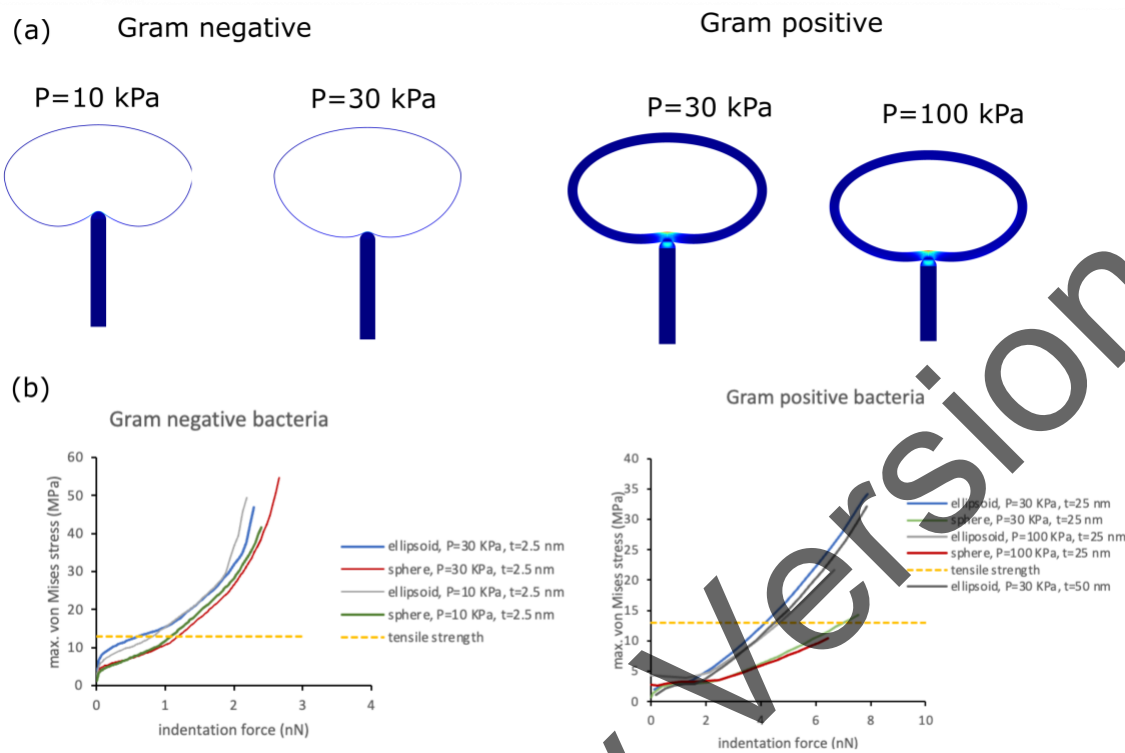 (a)
Gram negative
Gram positive
P=10 kPa
P=30 kPa
P=30 kPa
P=100 kPa
(b)
Gram negative bacteria
max. von Mises stress (MPa)
60
50
40
30
20
10
0
0 1 2 3 4
indentation force (nN)
ellipsoid, P=30 KPa, t=2.5 nm
sphere, P=30 KPa, t=2.5 nm
ellipsoid, P=10 KPa, t=2.5 nm
sphere, P=10 KPa, t=2.5 nm
tensile strength
Gram positive bacteria
max. von Mises stress (MPa)
40
35
30
25
20
15
10
5
0
0 2 4 6 8 10
indentation force (nN)
ellipsoid, P=30 KPa, t=25 nm
sphere, P=30 KPa, t=25 nm
elliposoid, P=100 KPa, t=25 nm
sphere, P=100 KPa, t=25 nm
tensile strength
ellipsoid, P=30 KPa, t=50 nm
Version